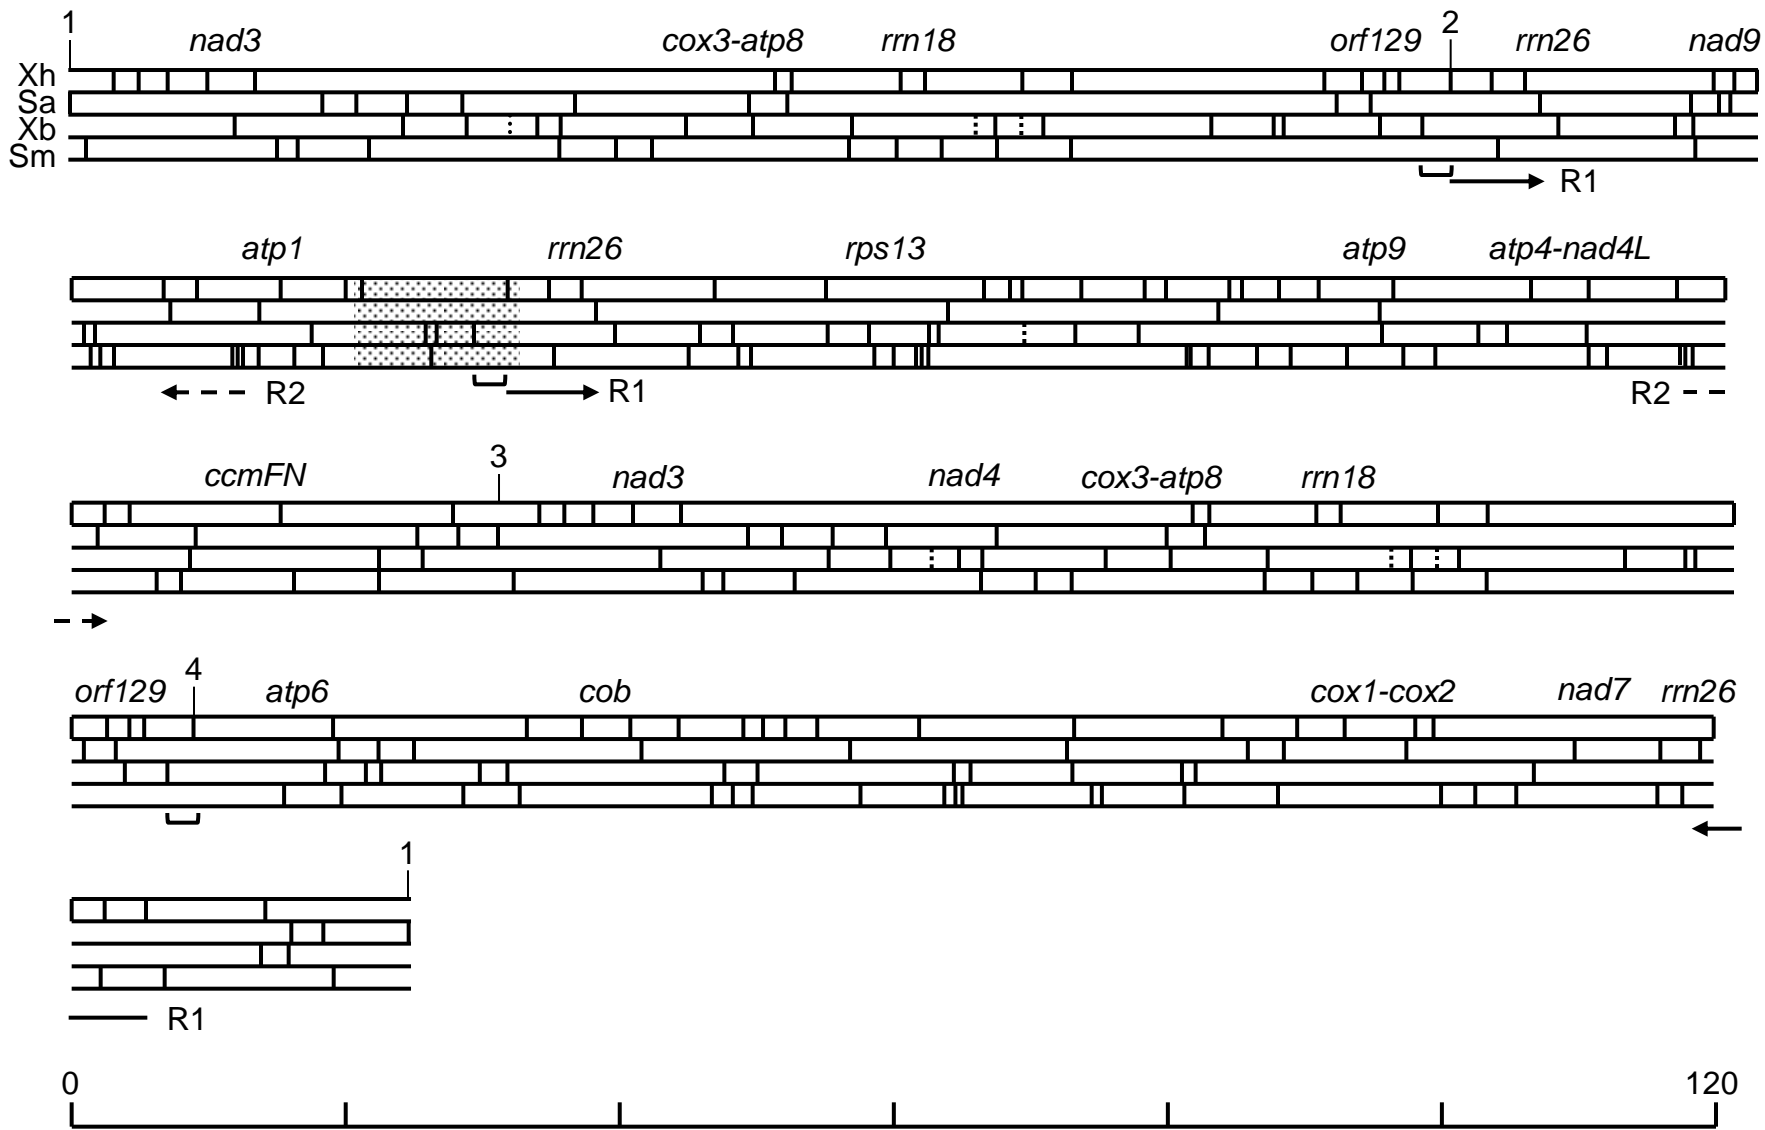 1 2
nad3 cox3-atp8 rrn18 orf129 rrn26 nad9
Xh
Sa
Xb
Sm
R1
atp1 rrn26 rps13 atp9 atp4-nad4L
R2 R1 R2
3
ccmFN nad3 nad4 cox3-atp8 rrn18
4
orf129 atp6 cob cox1-cox2 nad7 rrn26
1
R1
0 120